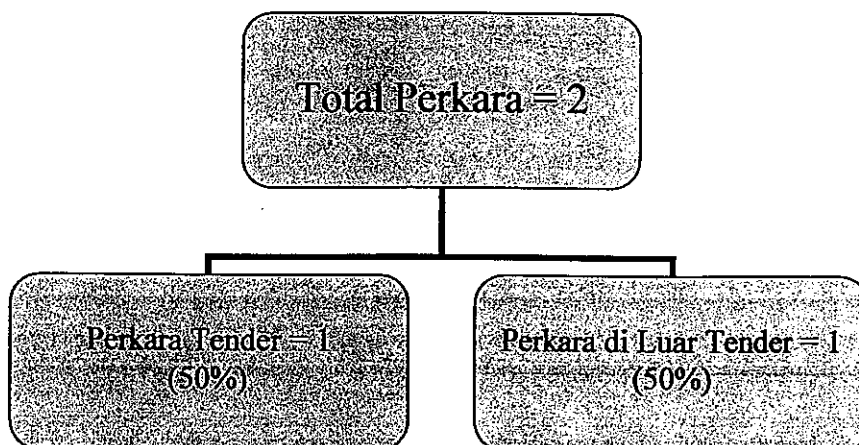 Total Perkara = 2
Perkara Tender = 1
(50%)
Perkara di Luar Tender = 1
(50%)